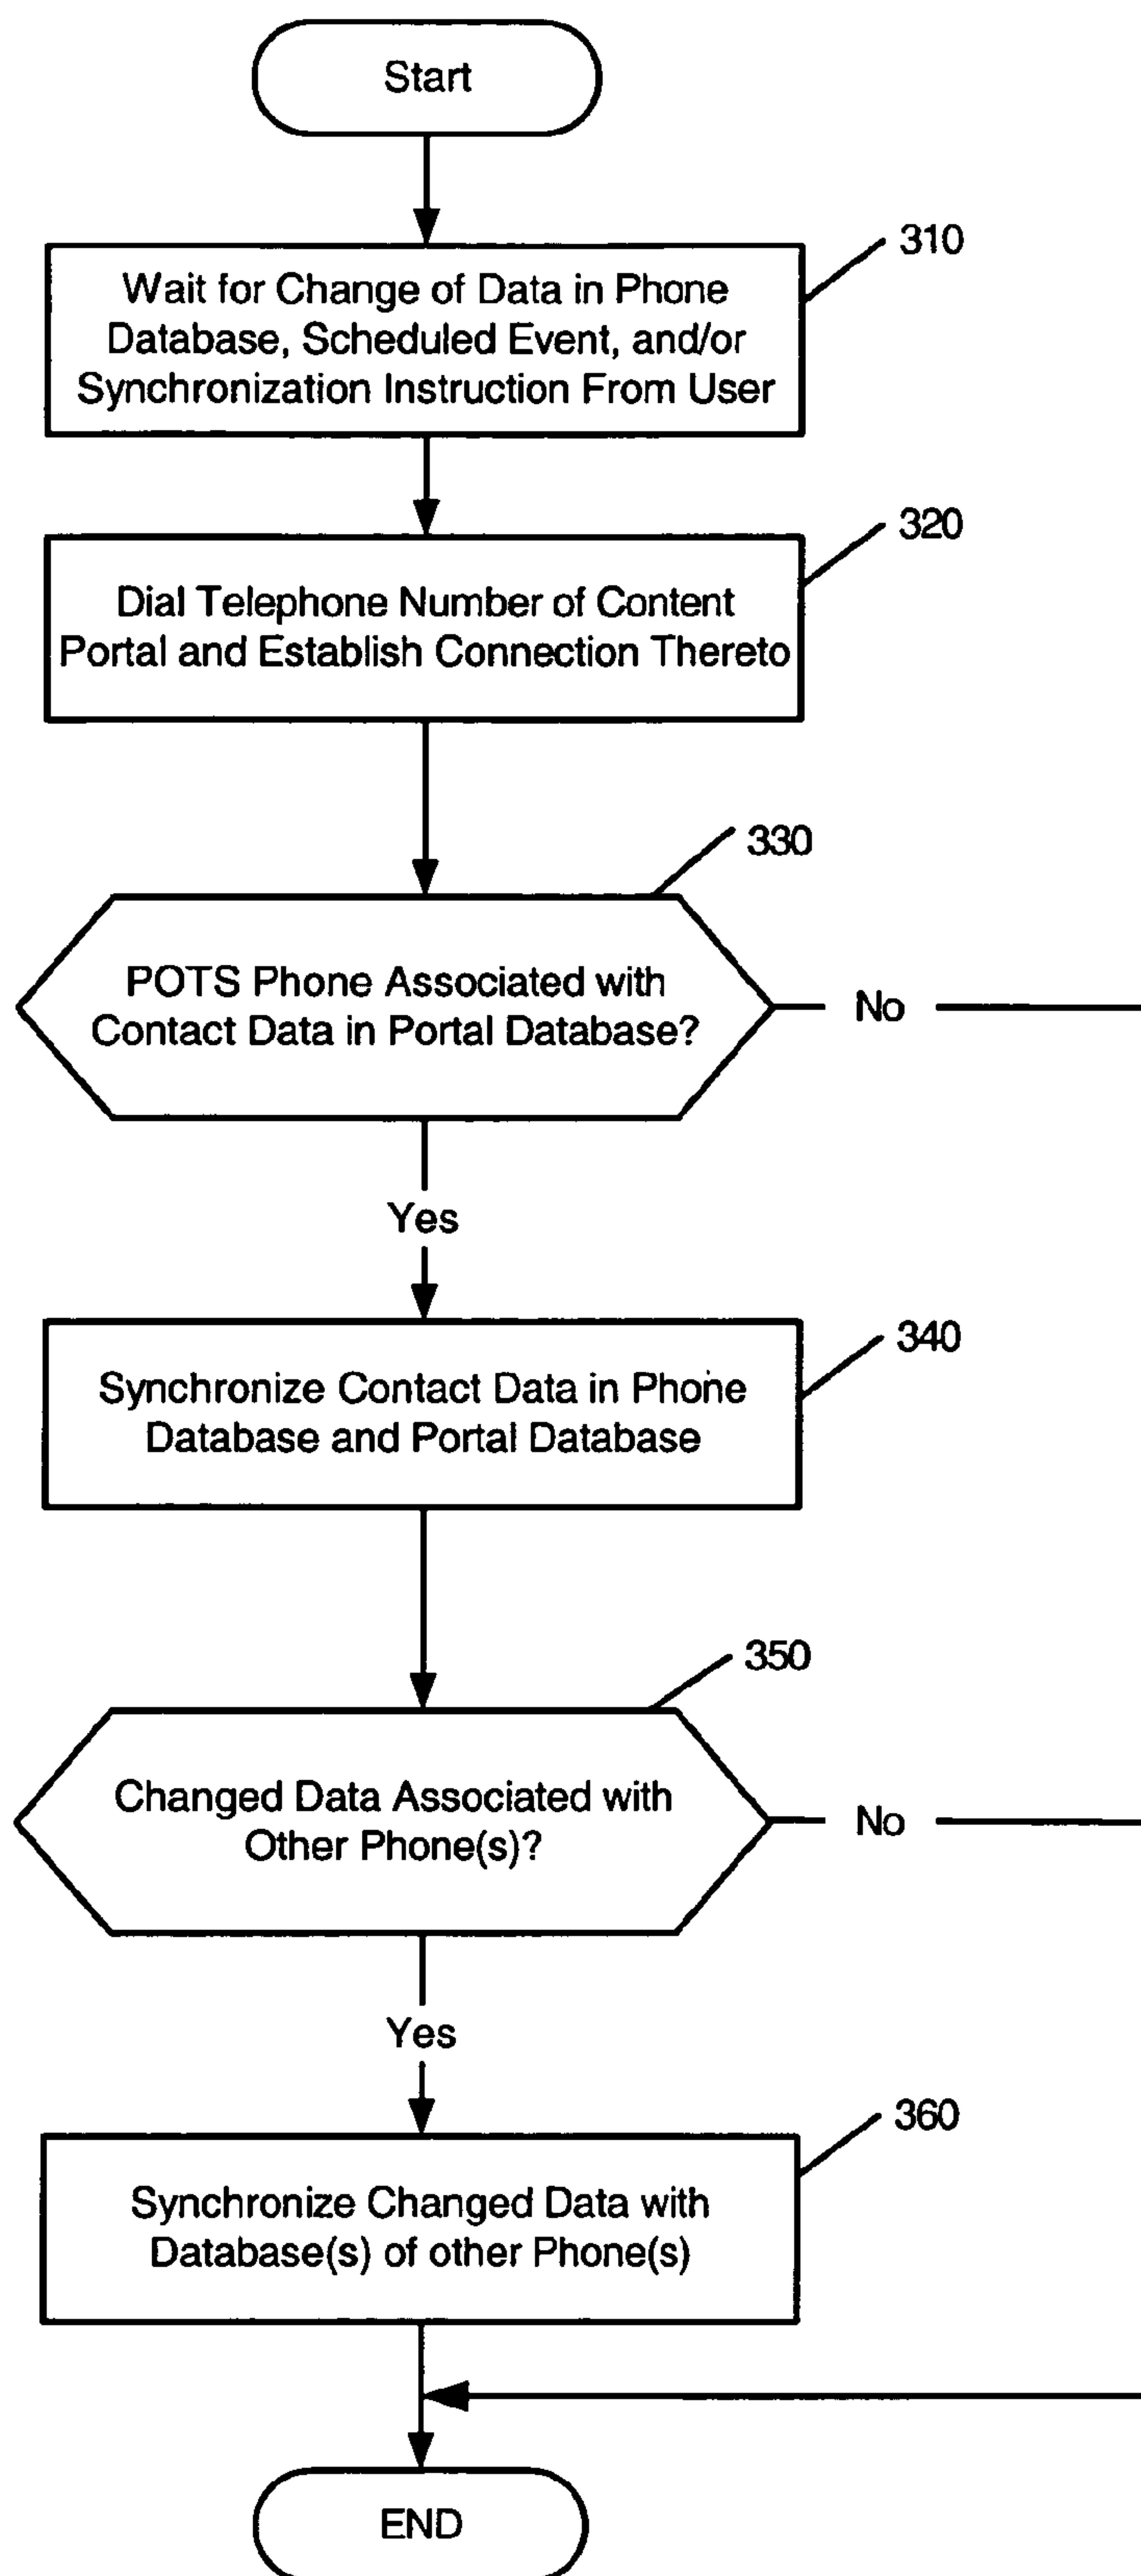 Start
310
Wait for Change of Data in Phone
Database, Scheduled Event, and/or
Synchronization Instruction From User
320
Dial Telephone Number of Content
Portal and Establish Connection Thereto
330
POTS Phone Associated with
Contact Data in Portal Database?
No
Yes
340
Synchronize Contact Data in Phone
Database and Portal Database
350
Changed Data Associated with
Other Phone(s)?
No
Yes
360
Synchronize Changed Data with
Database(s) of other Phone(s)
END